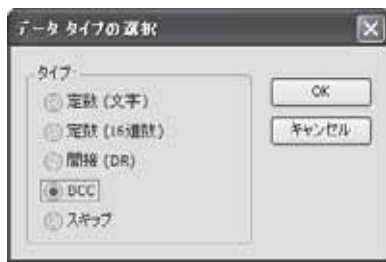 データ タイプの選択
タイプ
定数 (文字)
定数 (16進数)
間接 (DR)
BCC
スキップ
OK
キャンセル